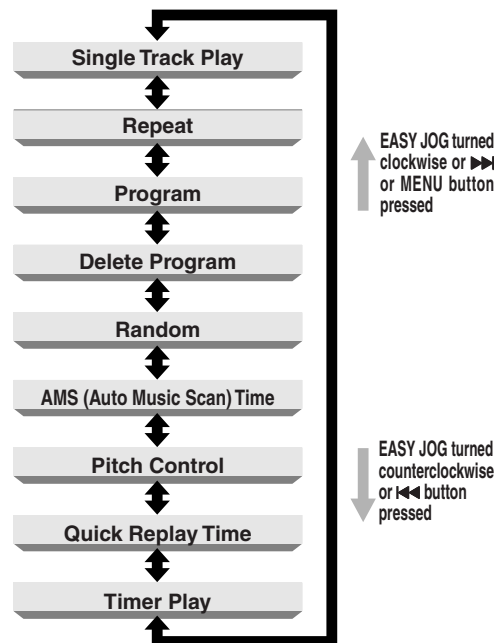 Single Track Play
Repeat
Program
Delete Program
Random
AMS (Auto Music Scan) Time
Pitch Control
Quick Replay Time
Timer Play
EASY JOG turned
clockwise or ▶▶|
or MENU button
pressed
EASY JOG turned
counterclockwise
or |◀◀ button
pressed